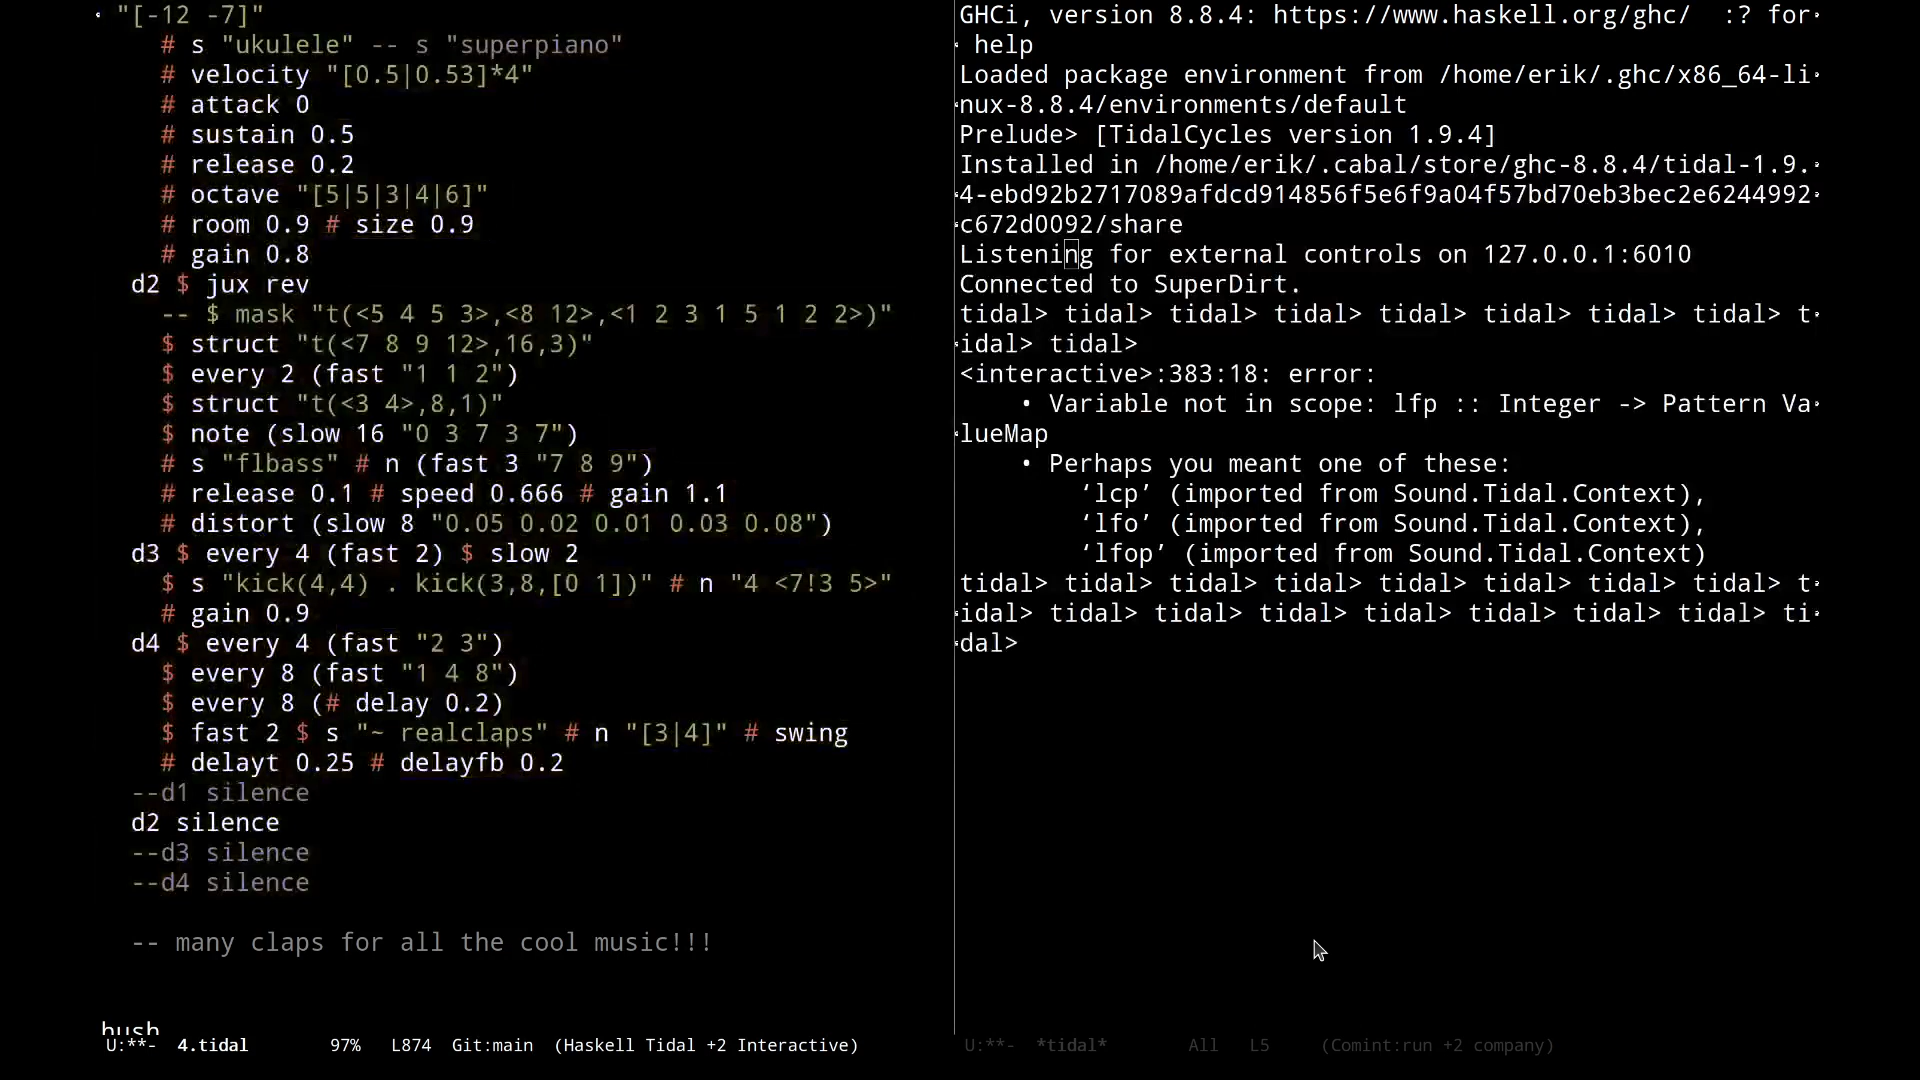 "[-12 -7]"
# s "ukulele" -- s "superpiano"
# velocity "[0.5|0.53]*4"
# attack 0
# sustain 0.5
# release 0.2
# octave "[5|5|3|4|6]"
# room 0.9 # size 0.9
# gain 0.8
d2 $ jux rev
-- $ mask "t(<5 4 5 3>,<8 12>,<1 2 3 1 5 1 2 2>)"
$ struct "t(<7 8 9 12>,16,3)"
$ every 2 (fast "1 1 2")
$ struct "t(<3 4>,8,1)"
$ note (slow 16 "0 3 7 3 7")
# s "flbass" # n (fast 3 "7 8 9")
# release 0.1 # speed 0.666 # gain 1.1
# distort (slow 8 "0.05 0.02 0.01 0.03 0.08")
d3 $ every 4 (fast 2) $ slow 2
$ s "kick(4,4) . kick(3,8,[0 1])" # n "4 <7!3 5>"
# gain 0.9
d4 $ every 4 (fast "2 3")
$ every 8 (fast "1 4 8")
$ every 8 (# delay 0.2)
$ fast 2 $ s "~ realclaps" # n "[3|4]" # swing
# delayt 0.25 # delayfb 0.2
--d1 silence
d2 silence
--d3 silence
--d4 silence
-- many claps for all the cool music!!!
hush
U:**-  4.tidal  97%  L874  Git:main  (Haskell Tidal +2 Interactive)
GHCi, version 8.8.4: https://www.haskell.org/ghc/  :? for
help
Loaded package environment from /home/erik/.ghc/x86_64-li
nux-8.8.4/environments/default
Prelude> [TidalCycles version 1.9.4]
Installed in /home/erik/.cabal/store/ghc-8.8.4/tidal-1.9.
4-ebd92b2717089afdcd914856f5e6f9a04f57bd70eb3bec2e6244992
c672d0092/share
Listening for external controls on 127.0.0.1:6010
Connected to SuperDirt.
tidal> tidal> tidal> tidal> tidal> tidal> tidal> tidal> t
idal> tidal>
<interactive>:383:18: error:
• Variable not in scope: lfp :: Integer -> Pattern Va
lueMap
• Perhaps you meant one of these:
‘lcp’ (imported from Sound.Tidal.Context),
‘lfo’ (imported from Sound.Tidal.Context),
‘lfop’ (imported from Sound.Tidal.Context)
tidal> tidal> tidal> tidal> tidal> tidal> tidal> tidal> t
idal> tidal> tidal> tidal> tidal> tidal> tidal> tidal> ti
dal>
U:**-  *tidal*  All  L5  (Comint:run +2 company)